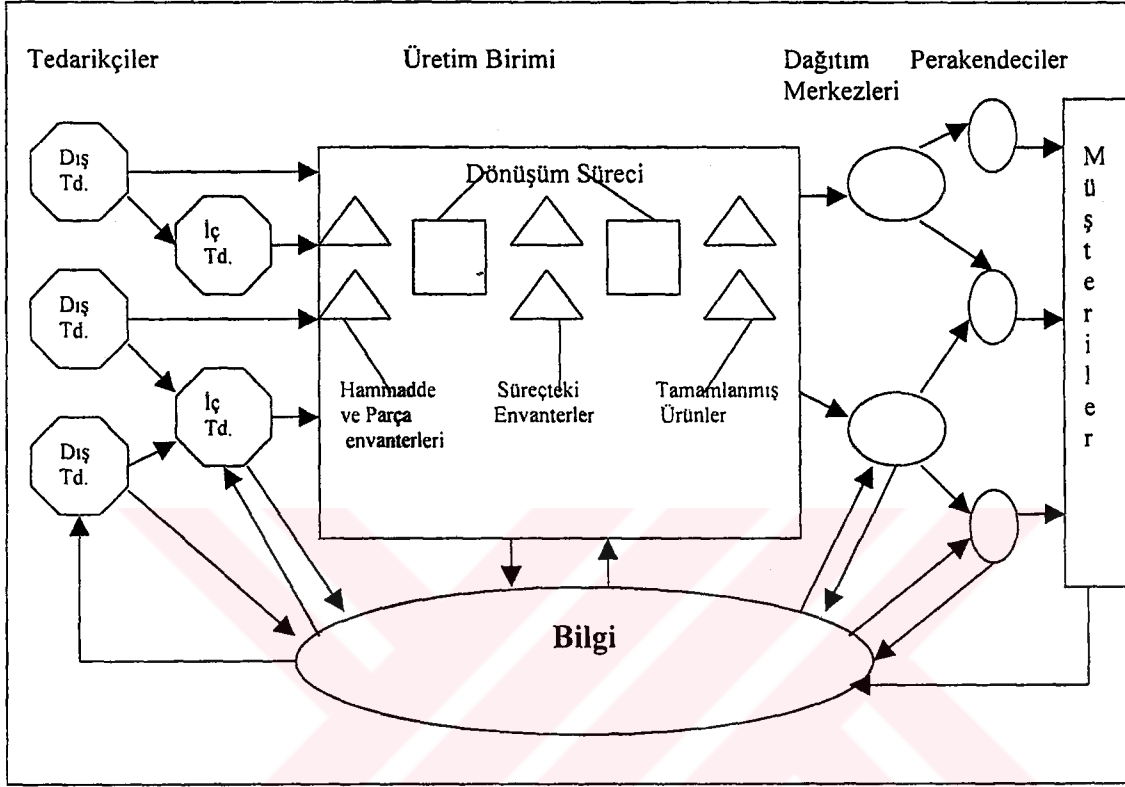 Tedarikçiler
Üretim Birimi
Dağıtım
Merkezleri
Perakendeciler
Dış
Td.
İç
Td.
Dış
Td.
İç
Td.
Dış
Td.
Dönüşüm Süreci
Hammadde
ve Parça
envanterleri
Süreçteki
Envanterler
Tamamlanmış
Ürünler
Müşteriler
Bilgi